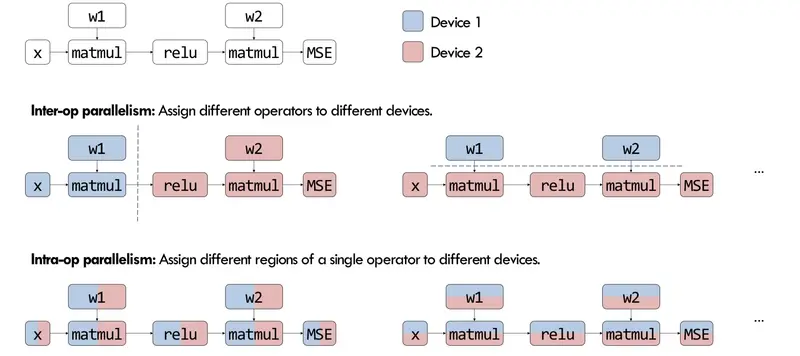 w1 w2
x matmul relu matmul MSE
Device 1
Device 2
Inter-op parallelism: Assign different operators to different devices.
w1 w2
x matmul relu matmul MSE
w1 w2
x matmul relu matmul MSE
...
Intra-op parallelism: Assign different regions of a single operator to different devices.
w1 w2
x matmul relu matmul MSE
w1 w2
x matmul relu matmul MSE
...